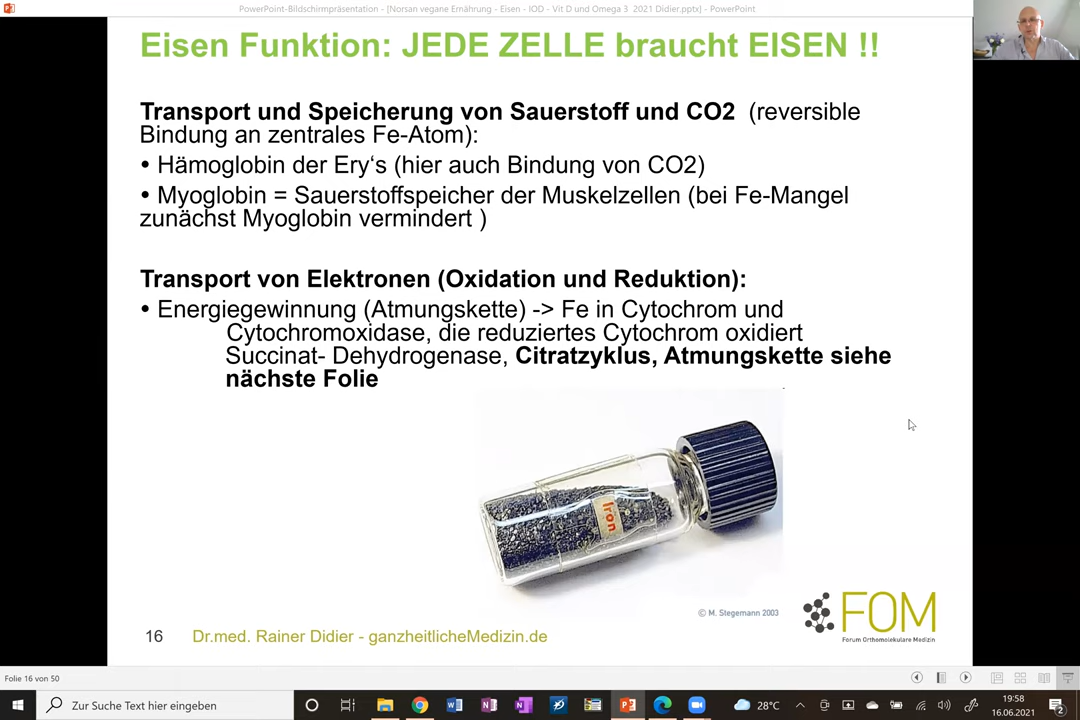 PowerPoint-Bildschirmpräsentation - [Norsan vegane Ernährung - Eisen - IOD - Vit D und Omega 3 2021 Didier.pptx] - PowerPoint
Eisen Funktion: JEDE ZELLE braucht EISEN !!
Transport und Speicherung von Sauerstoff und CO2 (reversible
Bindung an zentrales Fe-Atom):
• Hämoglobin der Ery‘s (hier auch Bindung von CO2)
• Myoglobin = Sauerstoffspeicher der Muskelzellen (bei Fe-Mangel
zunächst Myoglobin vermindert )
Transport von Elektronen (Oxidation und Reduktion):
• Energiegewinnung (Atmungskette) -> Fe in Cytochrom und
Cytochromoxidase, die reduziertes Cytochrom oxidiert
Succinat- Dehydrogenase, Citratzyklus, Atmungskette siehe
nächste Folie
Iron
© M. Stegemann 2003
FOM
Forum Orthomolekulare Medizin
16 Dr.med. Rainer Didier - ganzheitlicheMedizin.de
Folie 16 von 50
Zur Suche Text hier eingeben
28°C
19:58
16.06.2021
2